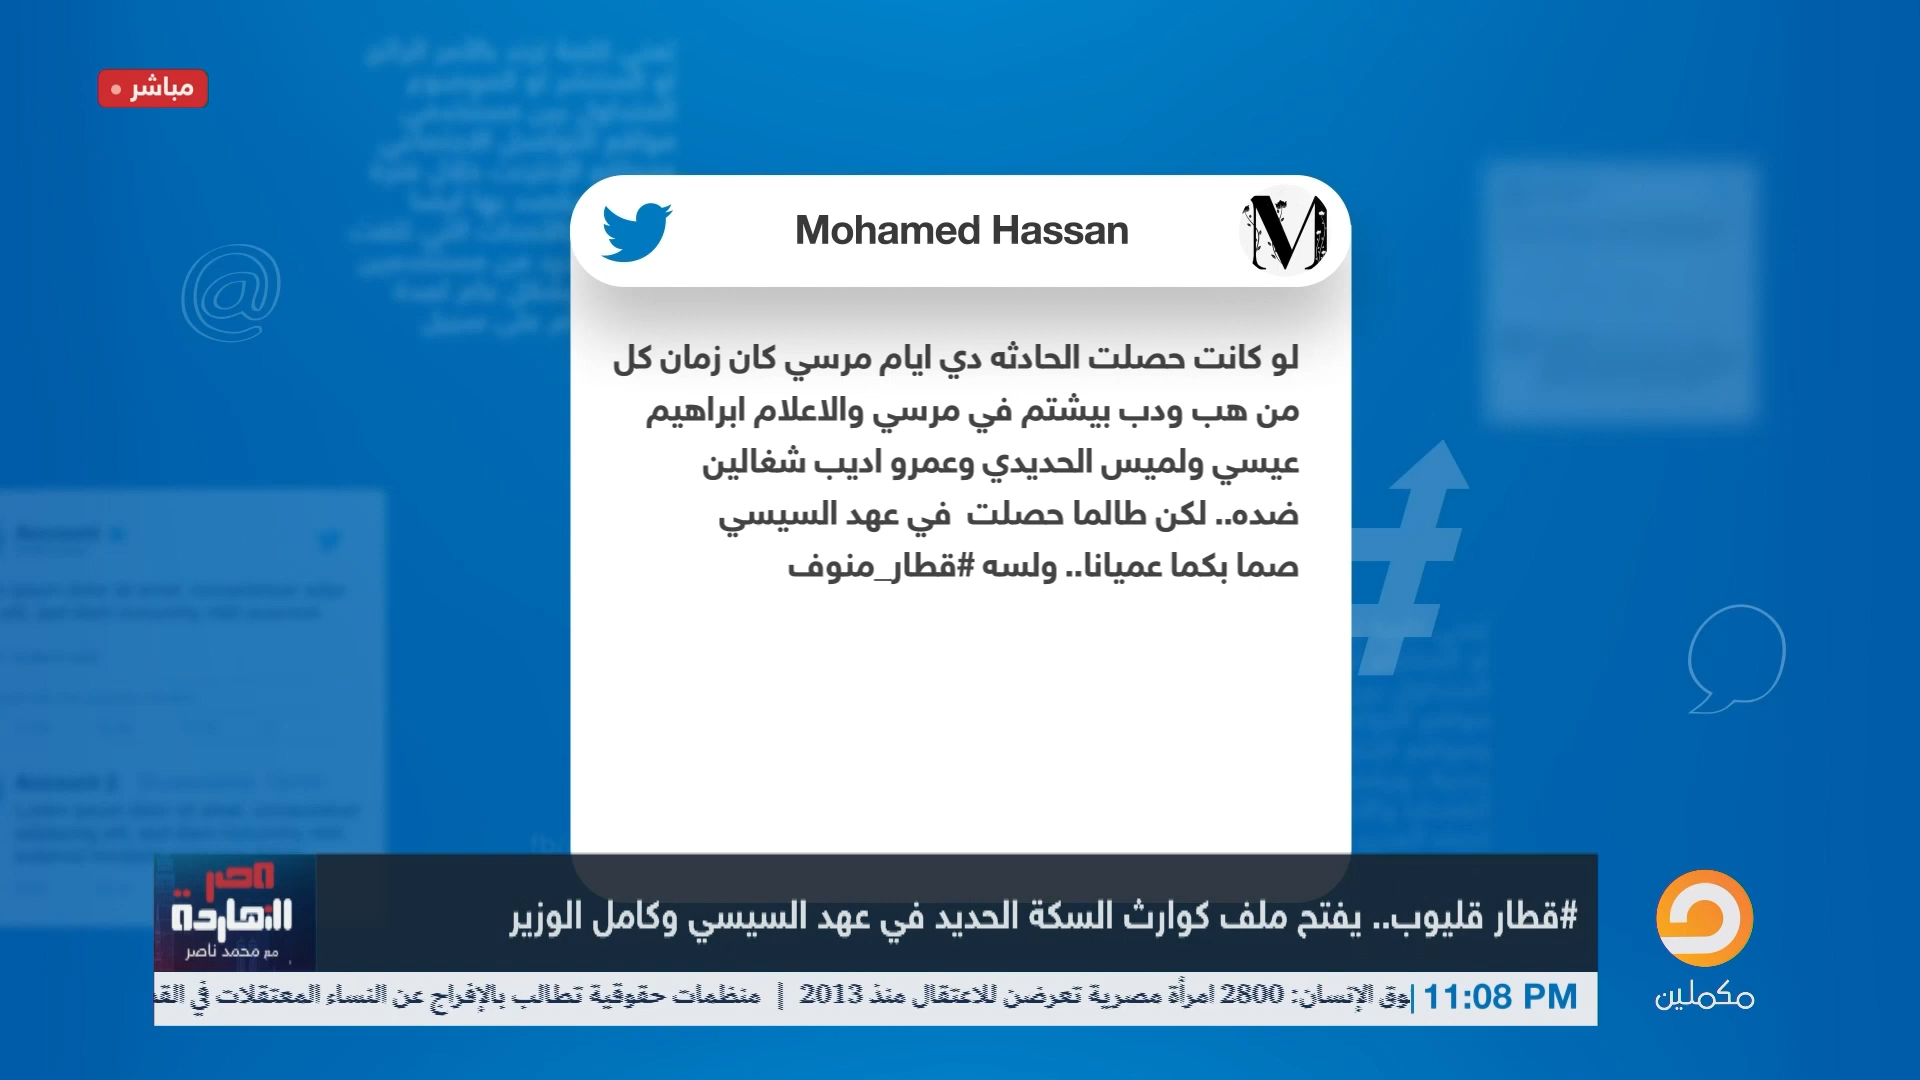 مباشر
Mohamed Hassan
لو كانت حصلت الحادثه دي ايام مرسي كان زمان كل
من هب ودب بيشتم في مرسي والاعلام ابراهيم
عيسي ولميس الحديدي وعمرو اديب شغالين
ضده.. لكن طالما حصلت في عهد السيسي
صما بكما عميانا.. ولسه #قطار_منوف
#قطار قليوب.. يفتح ملف كوارث السكة الحديد في عهد السيسي وكامل الوزير
مصر
النهاردة
مع محمد ناصر
11:08 PM
وق الإنسان: 2800 امرأة مصرية تعرضن للاعتقال منذ 2013 | منظمات حقوقية تطالب بالإفراج عن النساء المعتقلات في
مكملين